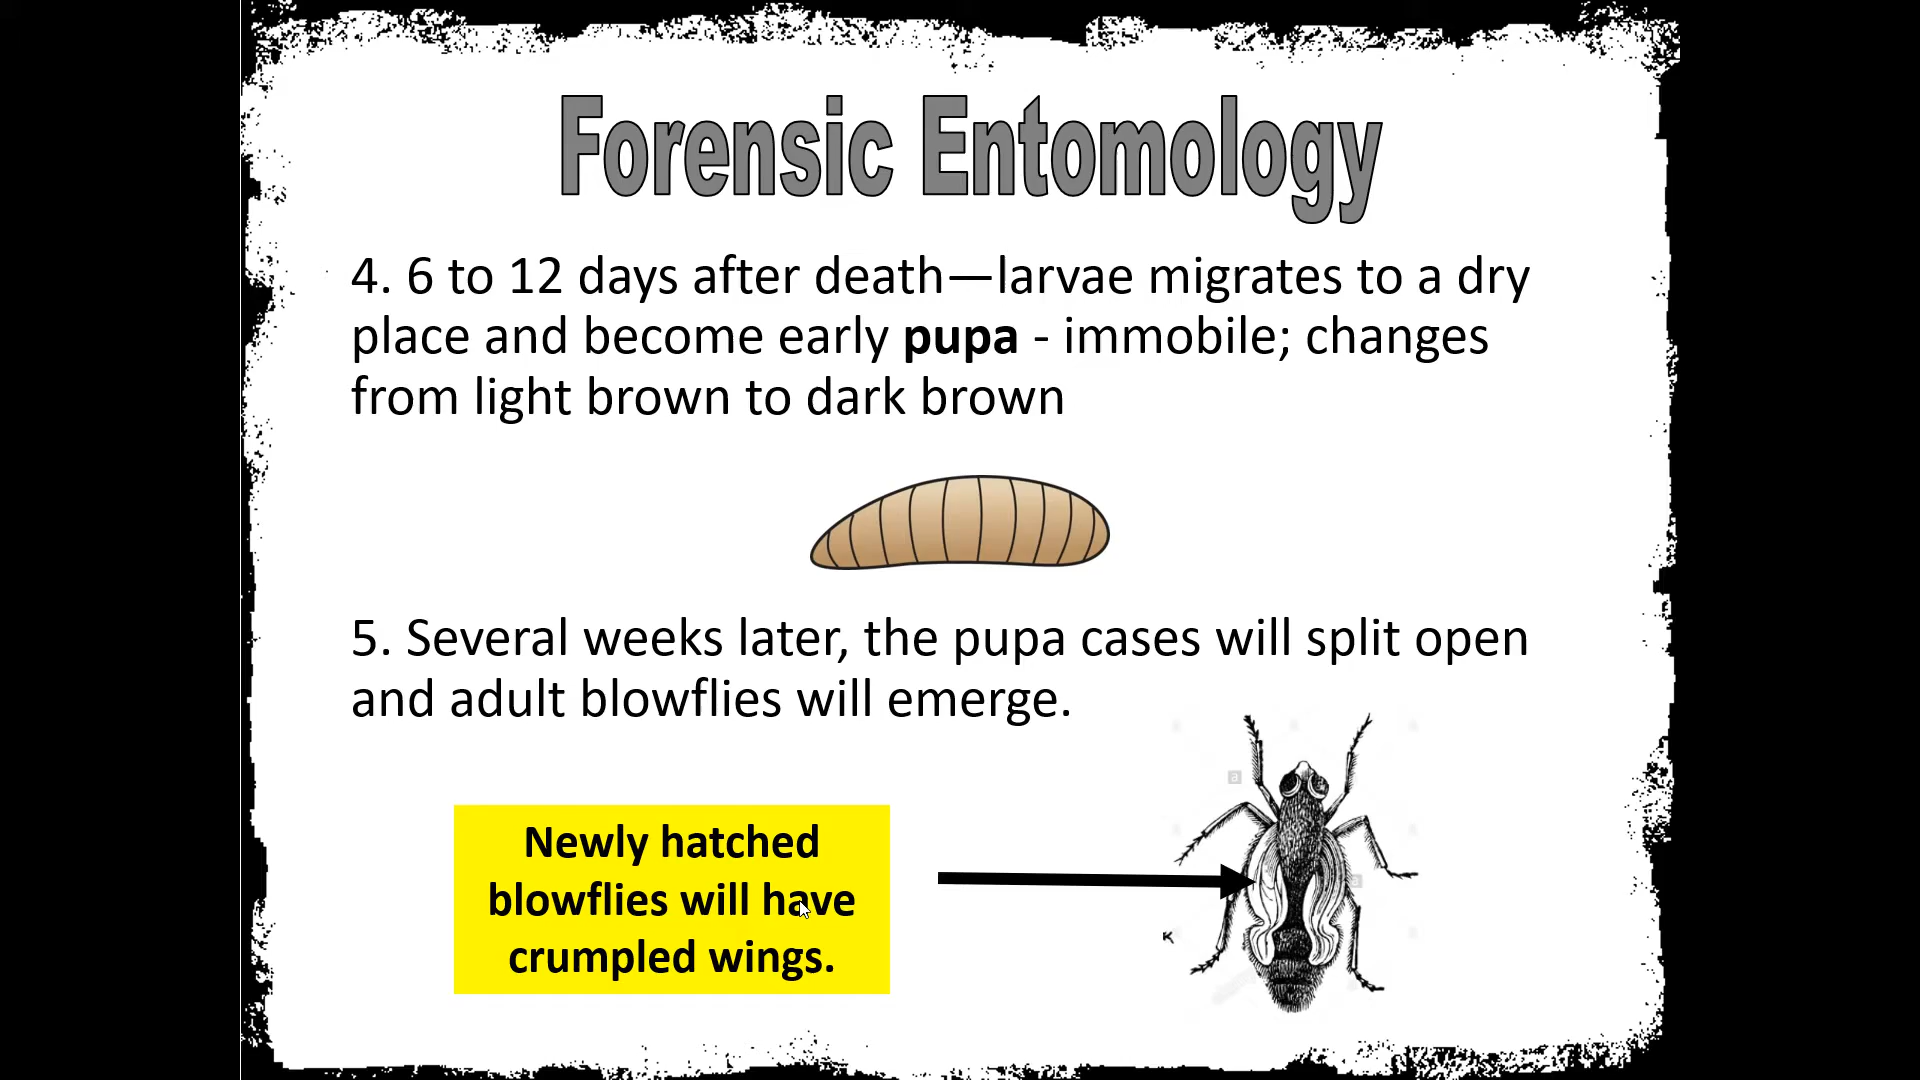 Forensic Entomology
4. 6 to 12 days after death—larvae migrates to a dry
place and become early pupa - immobile; changes
from light brown to dark brown
5. Several weeks later, the pupa cases will split open
and adult blowflies will emerge.
Newly hatched
blowflies will have
crumpled wings.
a
a
K